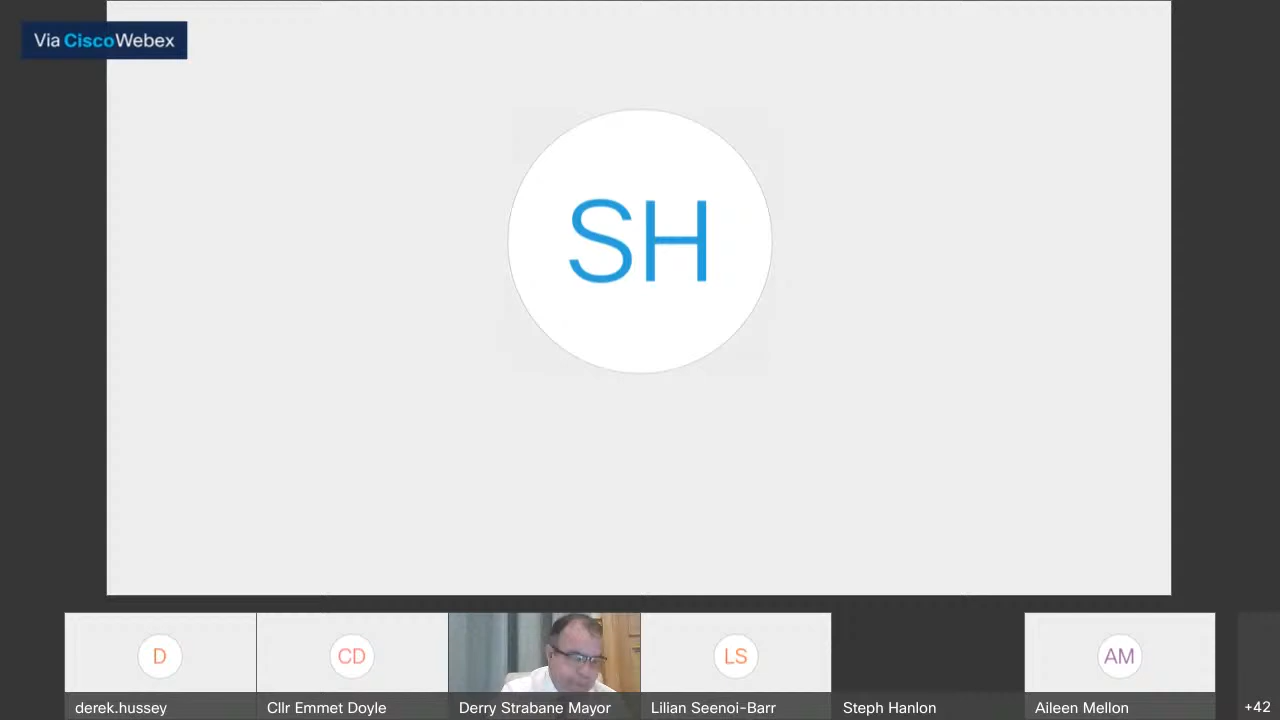 Via CiscoWebex
SH
D
CD
LS
AM
derek.hussey
Cllr Emmet Doyle
Derry Strabane Mayor
Lilian Seenoi-Barr
Steph Hanlon
Aileen Mellon
+42